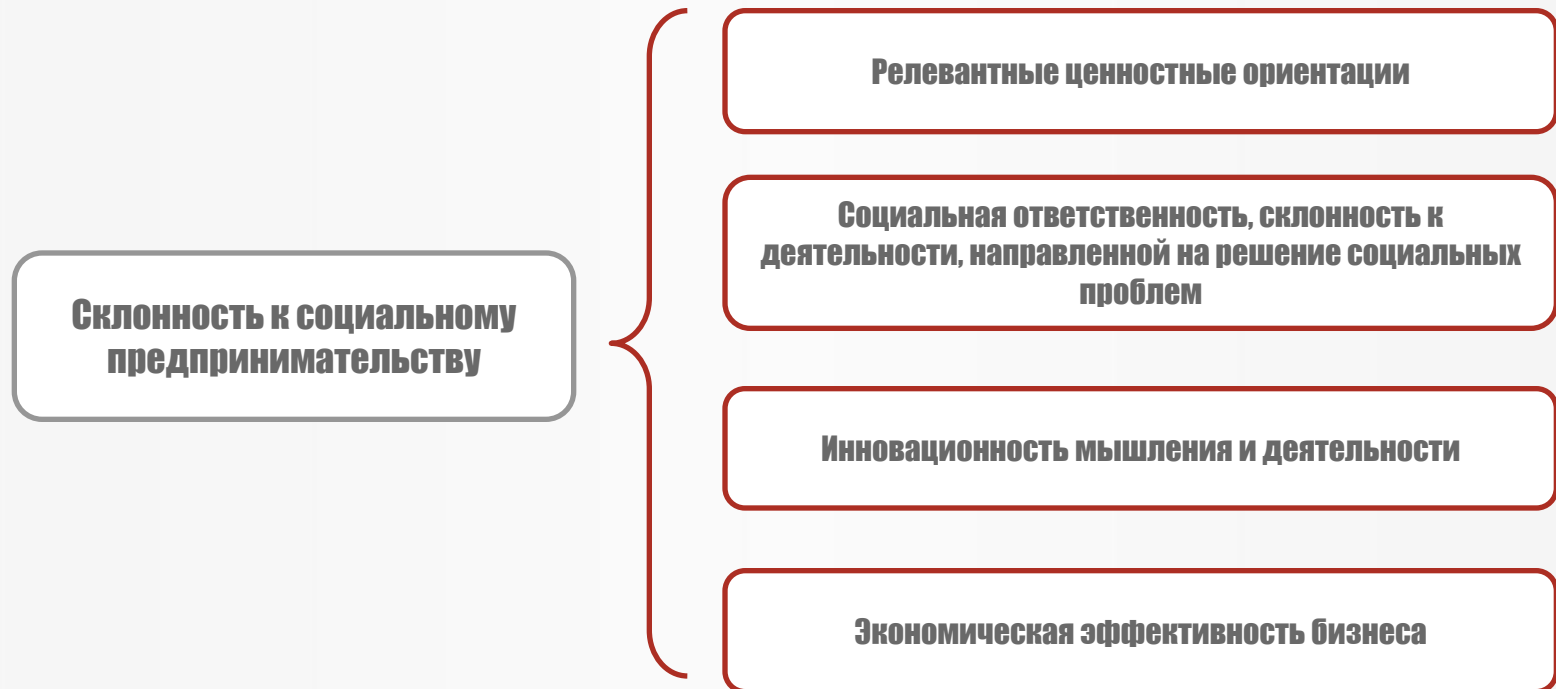 Релевантные ценностные ориентации
Социальная ответственность, склонность к
деятельности, направленной на решение социальных
проблем
Склонность к социальному
предпринимательству
Инновационность мышления и деятельности
Экономическая эффективность бизнеса